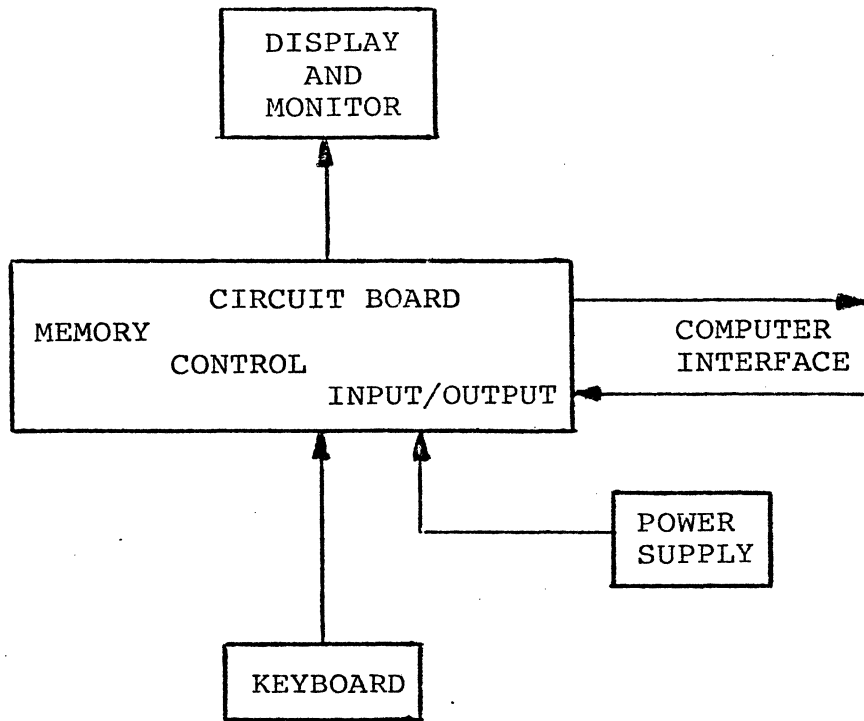 DISPLAY
AND
MONITOR
CIRCUIT BOARD
MEMORY
CONTROL
INPUT/OUTPUT
COMPUTER
INTERFACE
POWER
SUPPLY
KEYBOARD